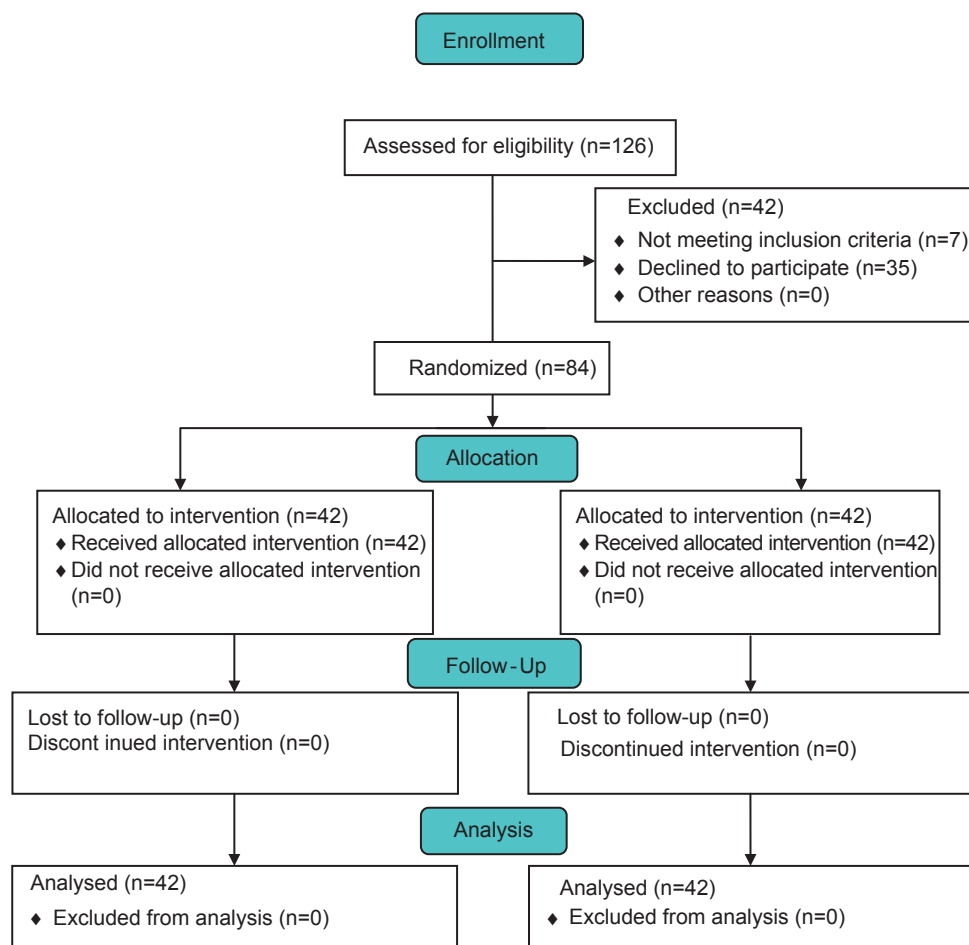 Enrollment
Assessed for eligibility (n=126)
Excluded (n=42)
♦ Not meeting inclusion criteria (n=7)
♦ Declined to participate (n=35)
♦ Other reasons (n=0)
Randomized (n=84)
Allocation
Allocated to intervention (n=42)
♦ Received allocated intervention (n=42)
♦ Did not receive allocated intervention
(n=0)
Allocated to intervention (n=42)
♦ Received allocated intervention (n=42)
♦ Did not receive allocated intervention
(n=0)
Follow-Up
Lost to follow-up (n=0)
Discont inued intervention (n=0)
Lost to follow-up (n=0)
Discontinued intervention (n=0)
Analysis
Analysed (n=42)
♦ Excluded from analysis (n=0)
Analysed (n=42)
♦ Excluded from analysis (n=0)